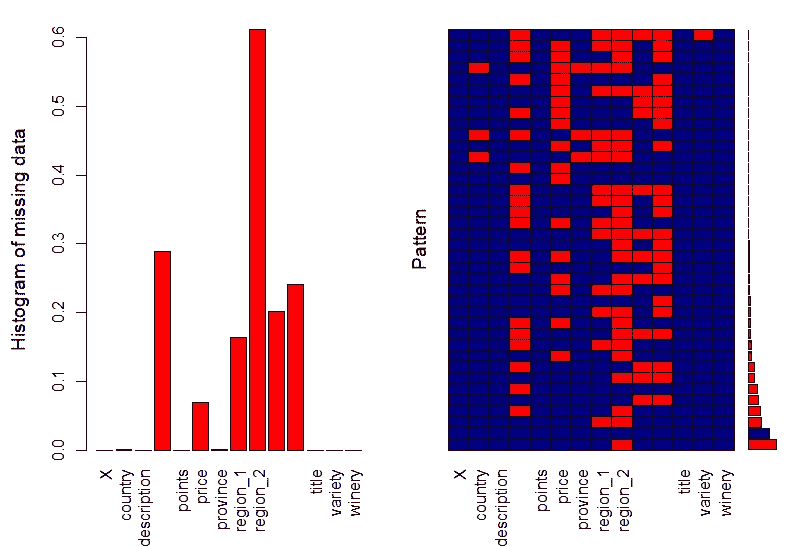 Histogram of missing data
0.0
0.1
0.2
0.3
0.4
0.5
0.6
X
country
description
points
price
province
region_1
region_2
title
variety
winery
Pattern
X
country
description
points
price
province
region_1
region_2
title
variety
winery